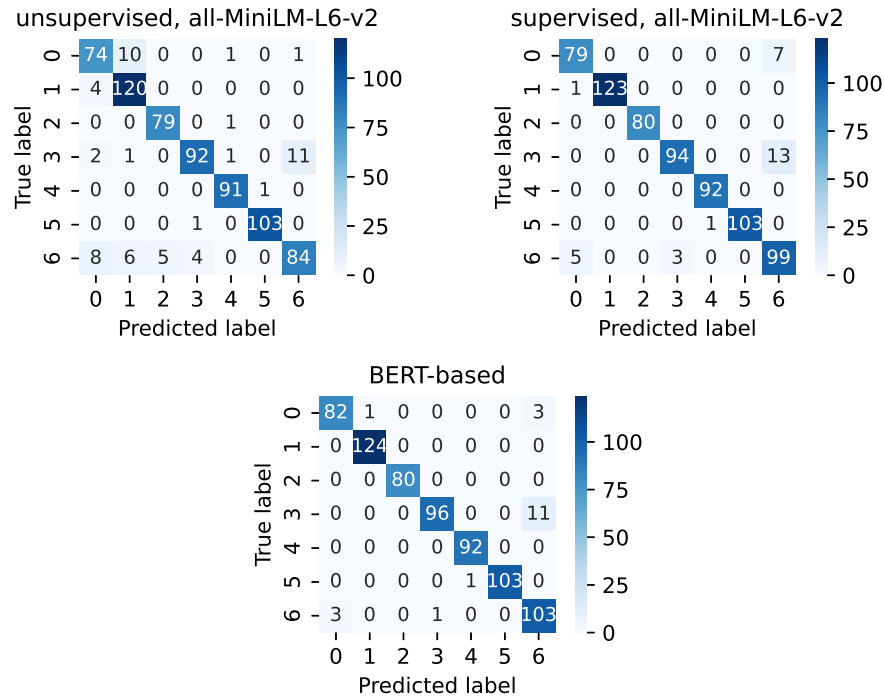 unsupervised, all-MiniLM-L6-v2
0 74 10 0 0 1 0 1
1 4 120 0 0 0 0 0
2 0 0 79 0 1 0 0
3 2 1 0 92 1 0 11
4 0 0 0 0 91 1 0
5 0 0 0 1 0 103 0
6 8 6 5 4 0 0 84
0 1 2 3 4 5 6
Predicted label
True label
100
75
50
25
0
supervised, all-MiniLM-L6-v2
0 79 0 0 0 0 0 7
1 1 123 0 0 0 0 0
2 0 0 80 0 0 0 0
3 0 0 0 94 0 0 13
4 0 0 0 0 92 0 0
5 0 0 0 0 1 103 0
6 5 0 0 3 0 0 99
0 1 2 3 4 5 6
Predicted label
True label
100
75
50
25
0
BERT-based
0 82 1 0 0 0 0 3
1 0 124 0 0 0 0 0
2 0 0 80 0 0 0 0
3 0 0 0 96 0 0 11
4 0 0 0 0 92 0 0
5 0 0 0 0 1 103 0
6 3 0 0 1 0 0 103
0 1 2 3 4 5 6
Predicted label
True label
100
75
50
25
0